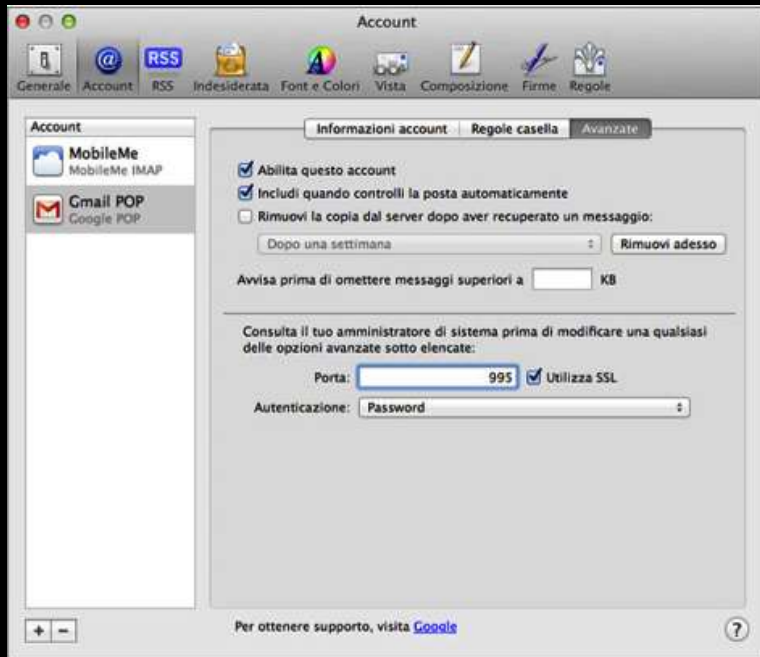 Account
Generale Account RSS Indesiderata Font e Colori Vista Composizione Firme Regole
RSS
Account
MobileMe
MobileMe IMAP
Gmail POP
Google POP
Informazioni account Regole casella Avanzate
Abilita questo account
Includi quando controlli la posta automaticamente
Rimuovi la copia dal server dopo aver recuperato un messaggio:
Dopo una settimana Rimuovi adesso
Avvisa prima di omettere messaggi superiori a KB
Consulta il tuo amministratore di sistema prima di modificare una qualsiasi
delle opzioni avanzate sotto elencate:
Porta: 995 Utilizza SSL
Autenticazione: Password
+ −
Per ottenere supporto, visita Google
?